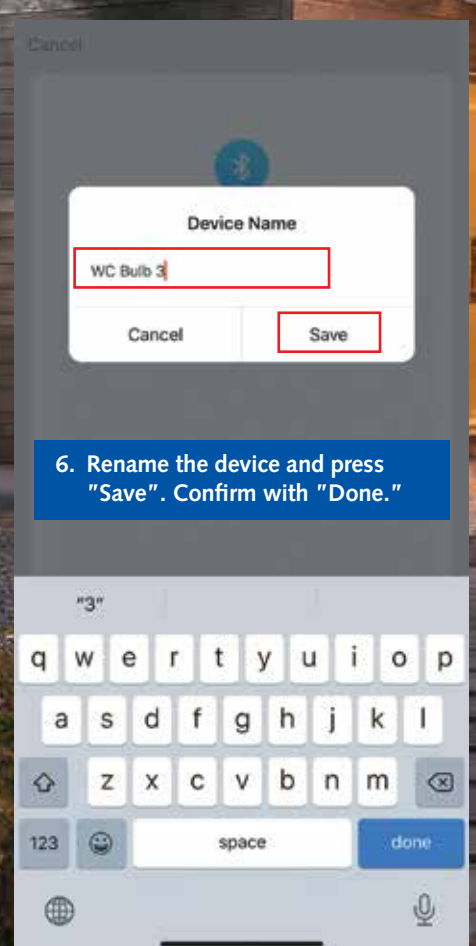 Cancel
Device Name
WC Bulb 3
Cancel Save
6. Rename the device and press
"Save". Confirm with "Done."
"3"
q w e r t y u i o p
a s d f g h j k l
z x c v b n m
123 space done